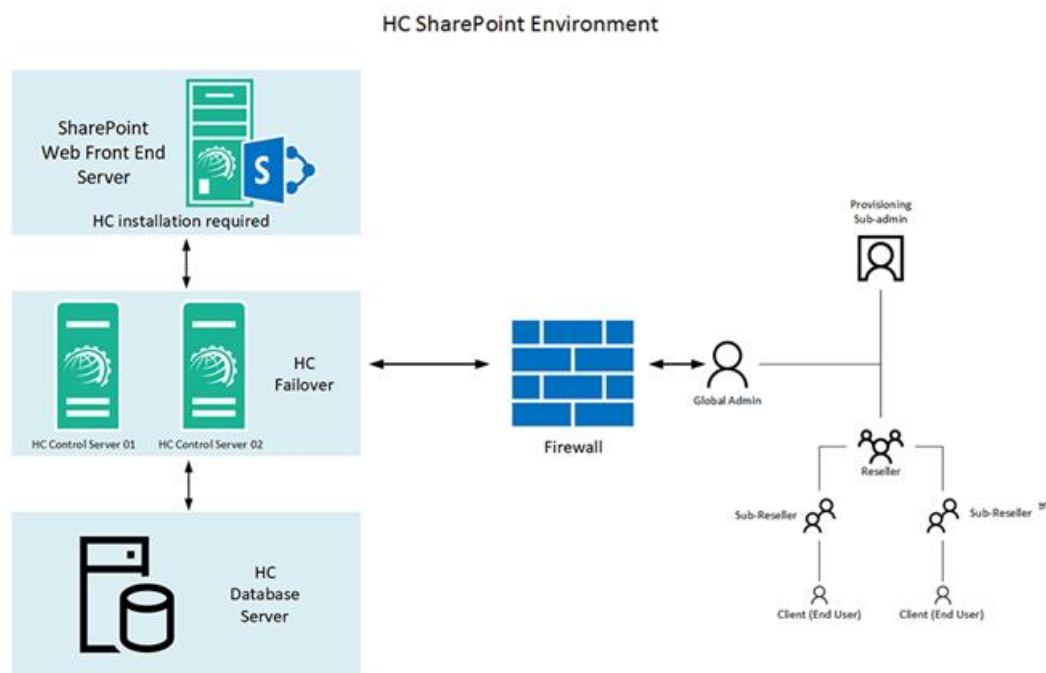 HC SharePoint Environment
SharePoint
Web Front End
Server
S
HC installation required
HC
Failover
HC Control Server 01
HC Control Server 02
HC
Database
Server
Firewall
Provisioning
Sub-admin
Global Admin
Reseller
Sub-Reseller
Sub-Reseller
Client (End User)
Client (End User)